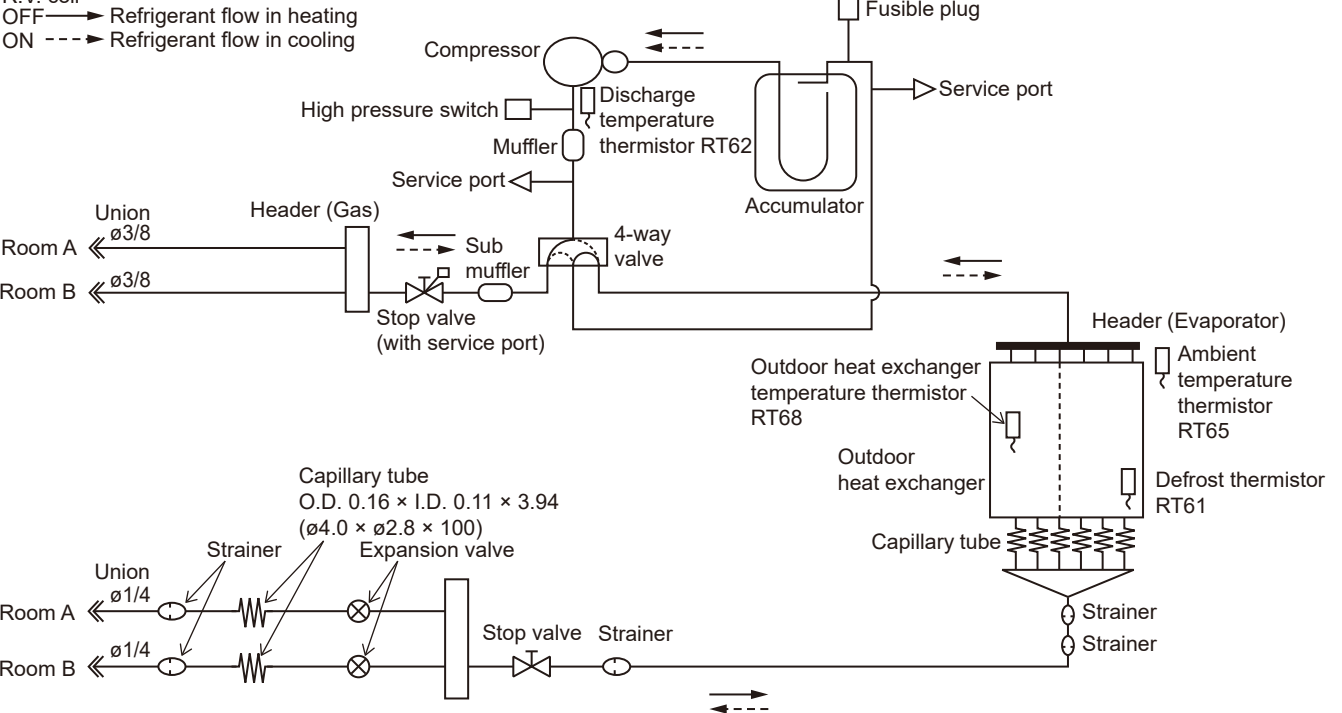 OFF Refrigerant flow in heating
ON Refrigerant flow in cooling
Fusible plug
Compressor
Service port
High pressure switch
Discharge
temperature
thermistor RT62
Muffler
Service port
Accumulator
Union
Header (Gas)
ø3/8
Room A
4-way
valve
Sub
muffler
ø3/8
Room B
Stop valve
(with service port)
Header (Evaporator)
Outdoor heat exchanger
temperature thermistor
RT68
Ambient
temperature
thermistor
RT65
Outdoor
heat exchanger
Defrost thermistor
RT61
Capillary tube
O.D. 0.16 × I.D. 0.11 × 3.94
(ø4.0 × ø2.8 × 100)
Strainer
Expansion valve
Capillary tube
Union
ø1/4
Room A
Strainer
Strainer
Stop valve
Strainer
ø1/4
Room B